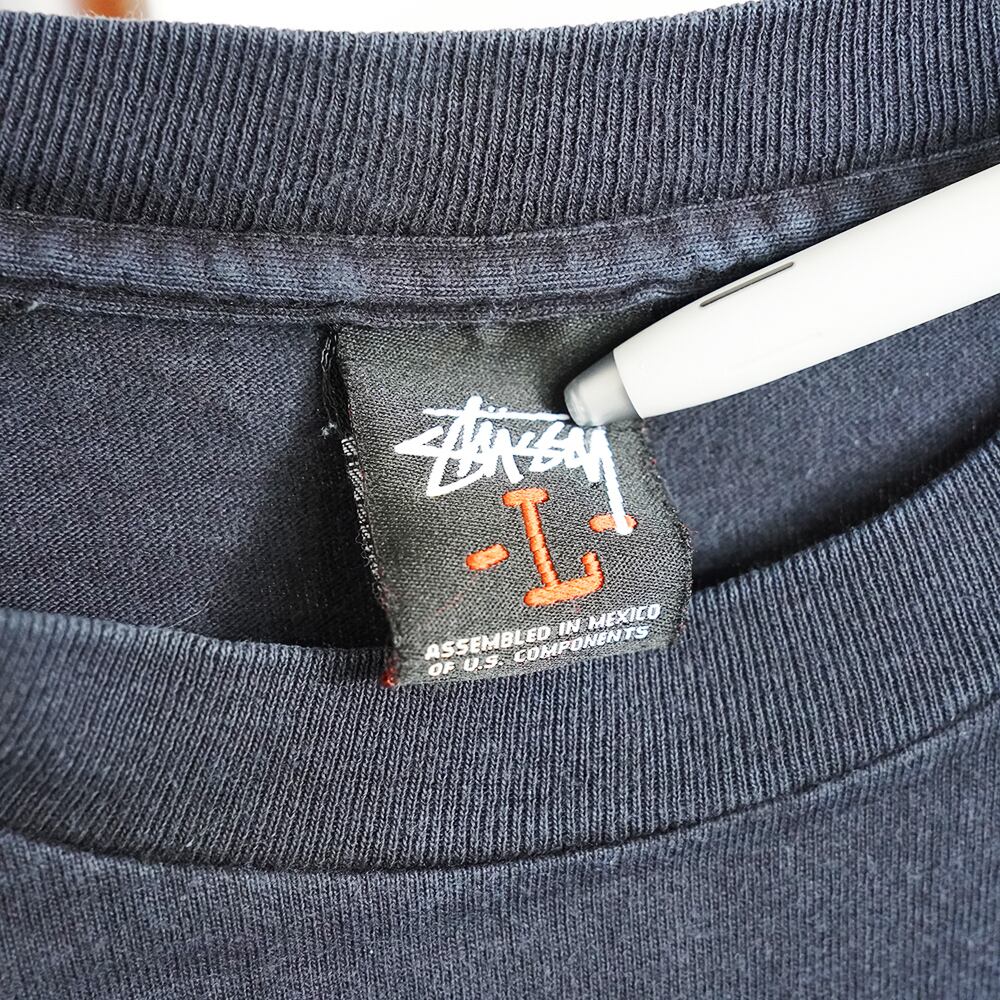 Stüssy
-L-
ASSEMBLED IN MEXICO
OF U.S. COMPONENTS